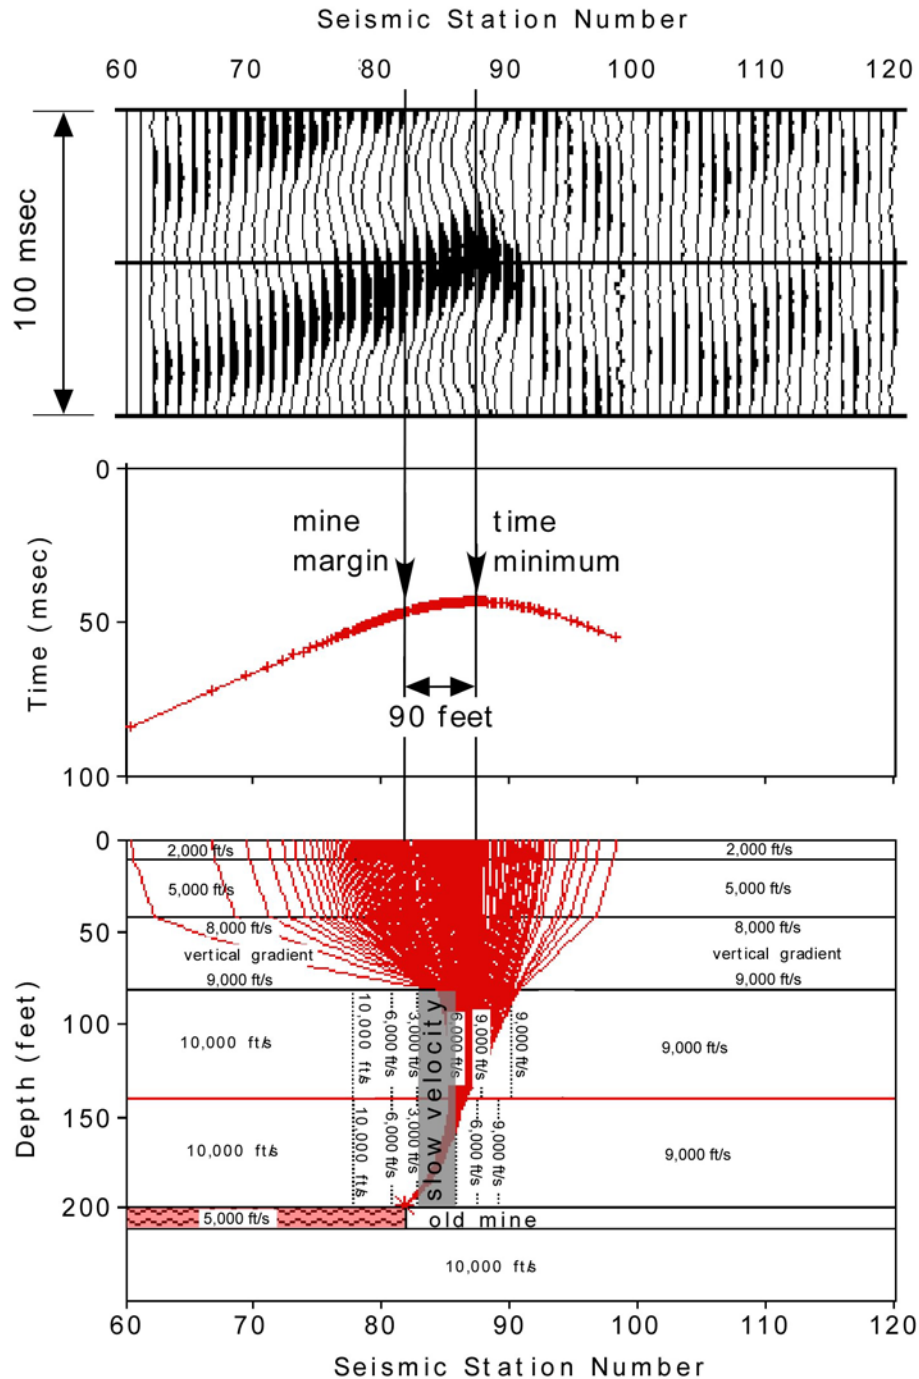 Seismic Station Number
60 70 80 90 100 110 120
100 msec
0
50
100
Time (msec)
mine
margin
time
minimum
90 feet
0
50
100
150
200
Depth (feet)
2,000 ft/s
2,000 ft/s
5,000 ft/s
5,000 ft/s
8,000 ft/s
8,000 ft/s
vertical gradient
vertical gradient
9,000 ft/s
9,000 ft/s
10,000 ft/s
10,000 ft/s
6,000 ft/s
3,000 ft/s
slow velocity
6,000 ft/s
9,000 ft/s
9,000 ft/s
9,000 ft/s
10,000 ft/s
10,000 ft/s
6,000 ft/s
3,000 ft/s
6,000 ft/s
9,000 ft/s
9,000 ft/s
5,000 ft/s
old mine
10,000 ft/s
60 70 80 90 100 110 120
Seismic Station Number